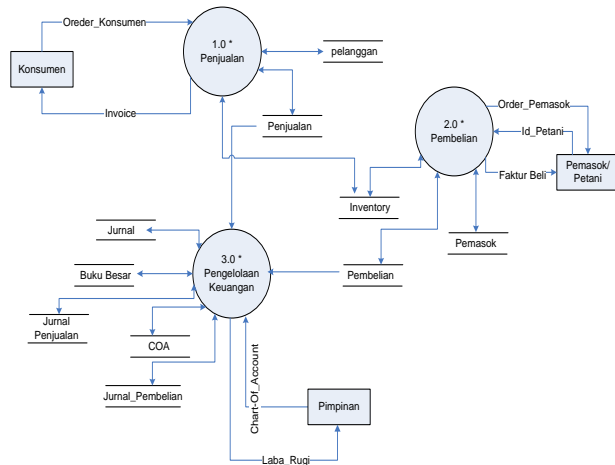 Oreder_Konsumen
1.0 *
Penjualan
pelanggan
Konsumen
Invoice
Penjualan
Order_Pemasok
2.0 *
Pembelian
Id_Petani
Pemasok/
Petani
Faktur Beli
Inventory
Pemasok
Jurnal
3.0 *
Pengelolaan
Keuangan
Buku Besar
Pembelian
Jurnal
Penjualan
COA
Jurnal_Pembelian
Chart-Of_Account
Pimpinan
Laba_Rugi